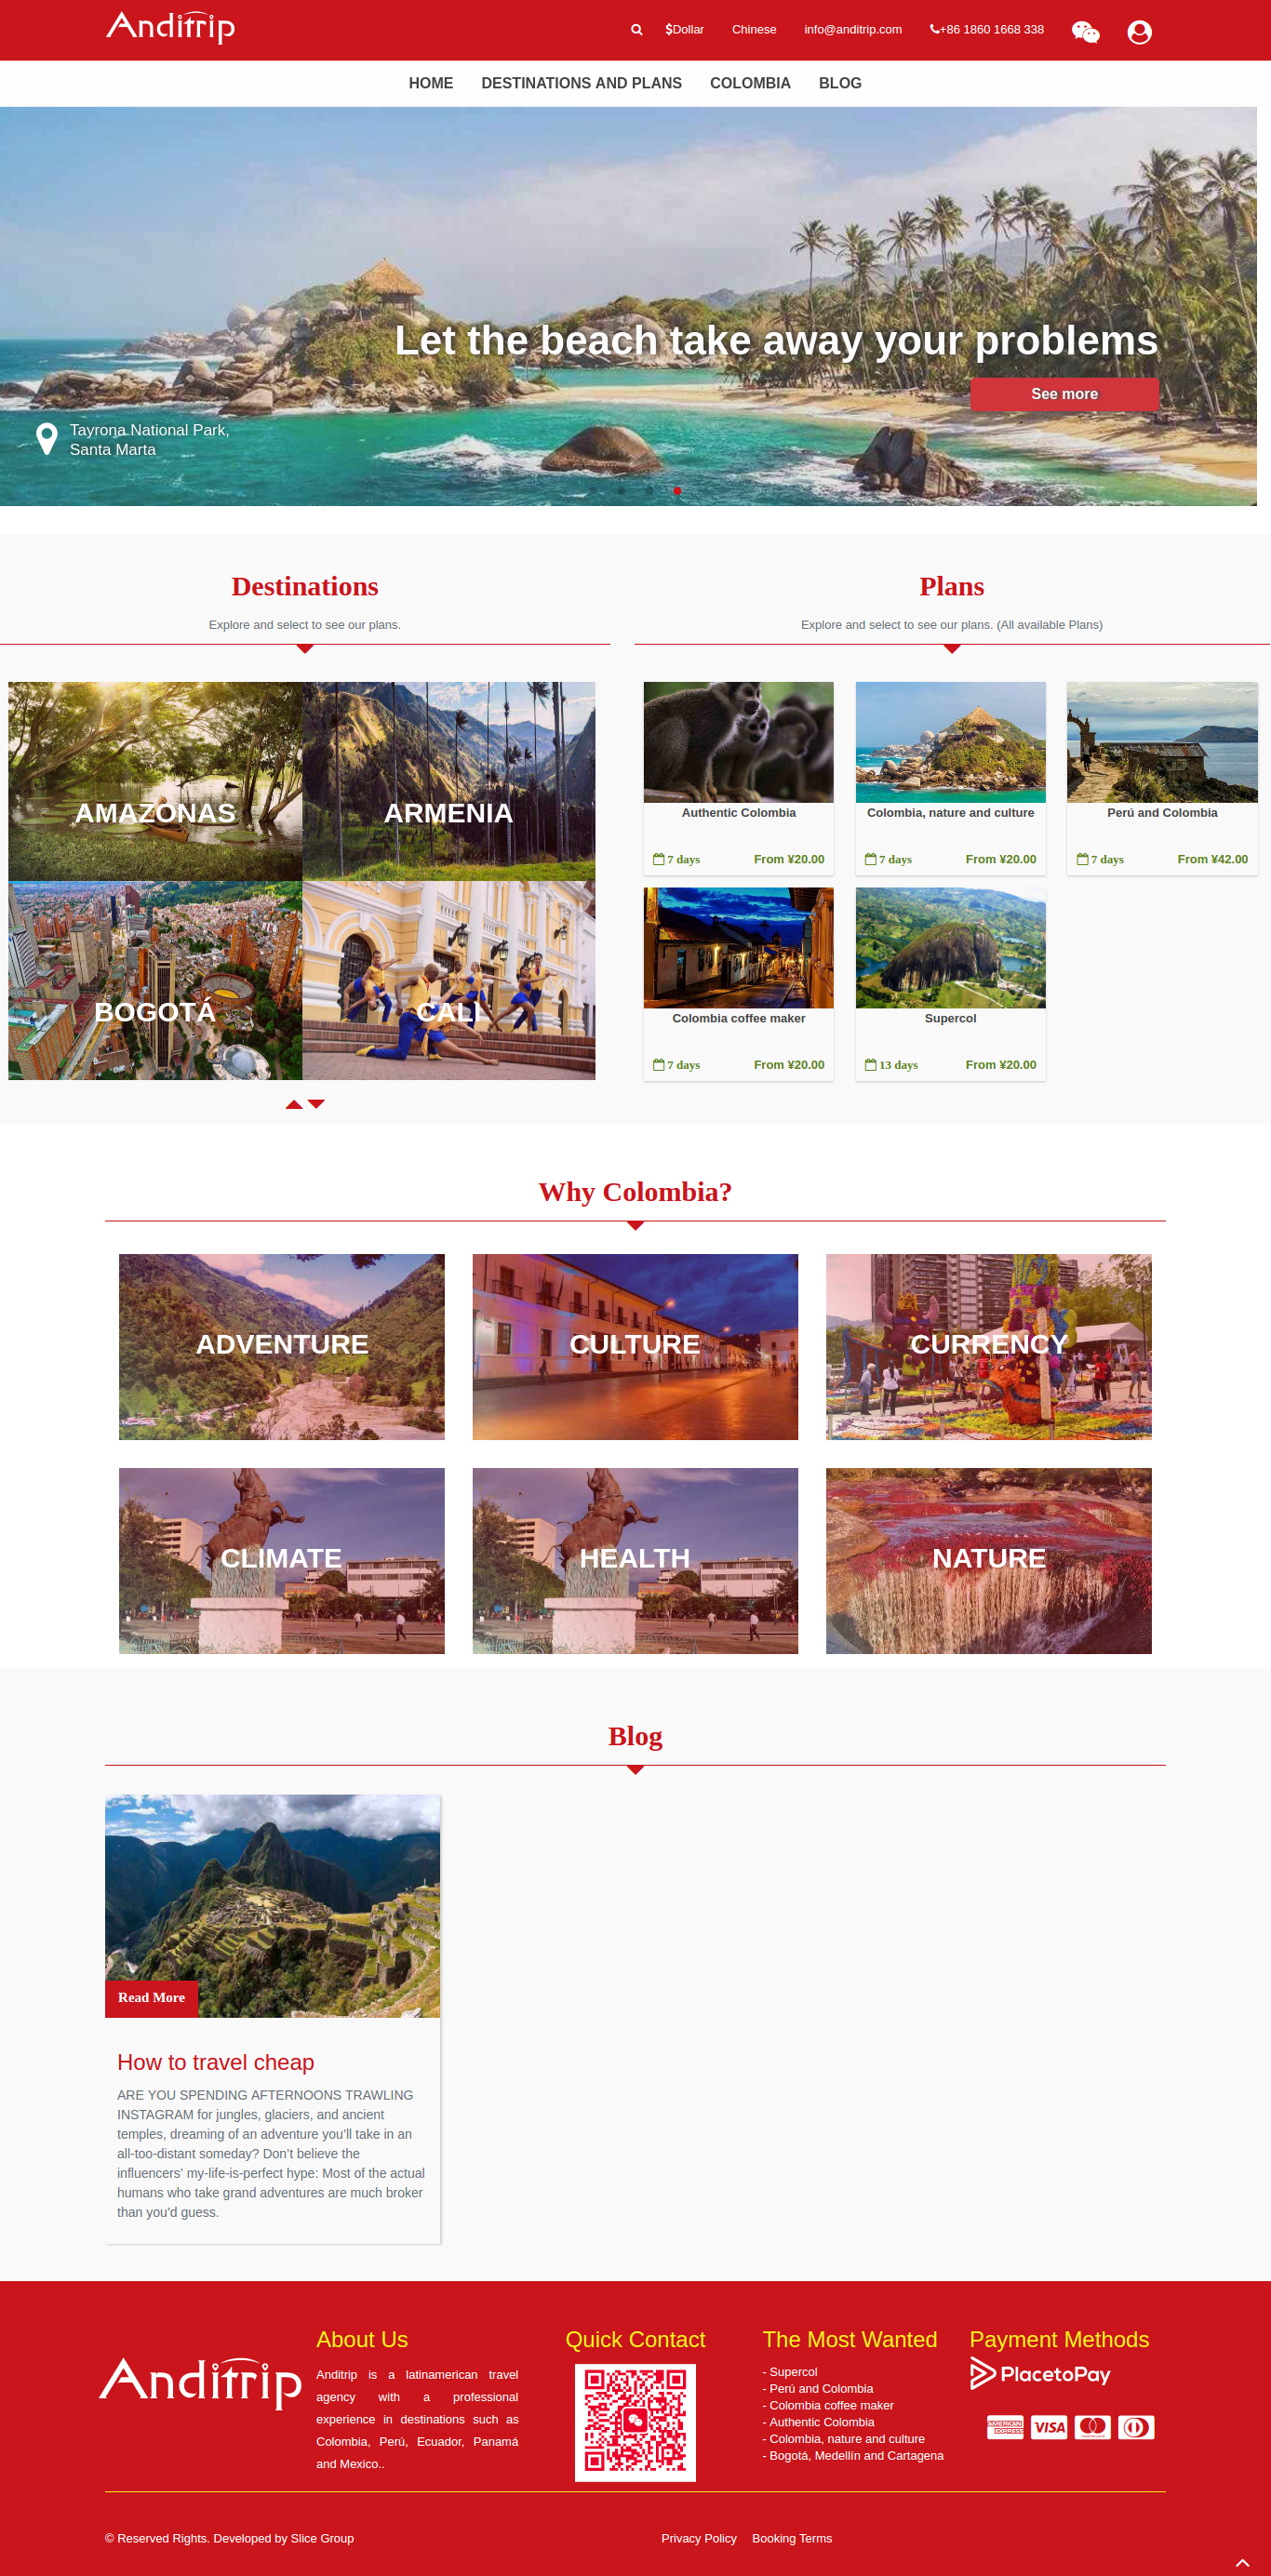 Anditrip
$Dollar Chinese info@anditrip.com +86 1860 1668 338
HOME DESTINATIONS AND PLANS COLOMBIA BLOG
Let the beach take away your problems
See more
Tayrona National Park,
Santa Marta
Destinations
Explore and select to see our plans.
AMAZONAS
ARMENIA
BOGOTÁ
CALI
Plans
Explore and select to see our plans. (All available Plans)
Authentic Colombia
7 days From ¥20.00
Colombia, nature and culture
7 days From ¥20.00
Perú and Colombia
7 days From ¥42.00
Colombia coffee maker
7 days From ¥20.00
Supercol
13 days From ¥20.00
Why Colombia?
ADVENTURE
CULTURE
CURRENCY
CLIMATE
HEALTH
NATURE
Blog
Read More
How to travel cheap
ARE YOU SPENDING AFTERNOONS TRAWLING
INSTAGRAM for jungles, glaciers, and ancient
temples, dreaming of an adventure you’ll take in an
all-too-distant someday? Don’t believe the
influencers’ my-life-is-perfect hype: Most of the actual
humans who take grand adventures are much broker
than you’d guess.
Anditrip
About Us
Anditrip is a latinamerican travel
agency with a professional
experience in destinations such as
Colombia, Perú, Ecuador, Panamá
and Mexico..
Quick Contact
The Most Wanted
- Supercol
- Perú and Colombia
- Colombia coffee maker
- Authentic Colombia
- Colombia, nature and culture
- Bogotá, Medellín and Cartagena
Payment Methods
PlacetoPay
AMERICAN EXPRESS VISA
© Reserved Rights. Developed by Slice Group
Privacy Policy Booking Terms